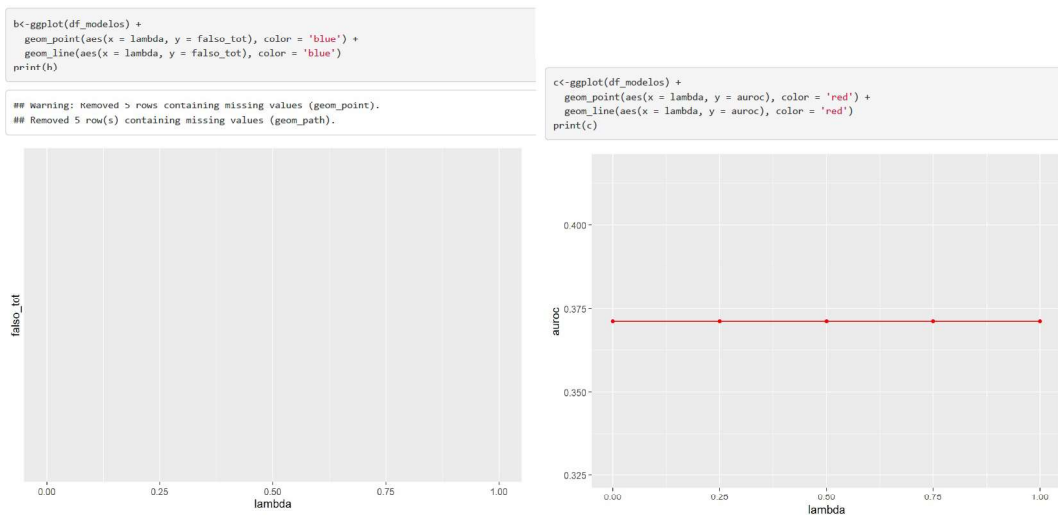 b<-ggplot(df_modelos) +
  geom_point(aes(x = lambda, y = falso_tot), color = 'blue') +
  geom_line(aes(x = lambda, y = falso_tot), color = 'blue')
print(b)
## Warning: Removed 5 rows containing missing values (geom_point).
## Removed 5 row(s) containing missing values (geom_path).
falso_tot
0.00 0.25 0.50 0.75 1.00
lambda
c<-ggplot(df_modelos) +
  geom_point(aes(x = lambda, y = auroc), color = 'red') +
  geom_line(aes(x = lambda, y = auroc), color = 'red')
print(c)
0.400
0.375
auroc
0.350
0.325
0.00 0.25 0.50 0.75 1.00
lambda